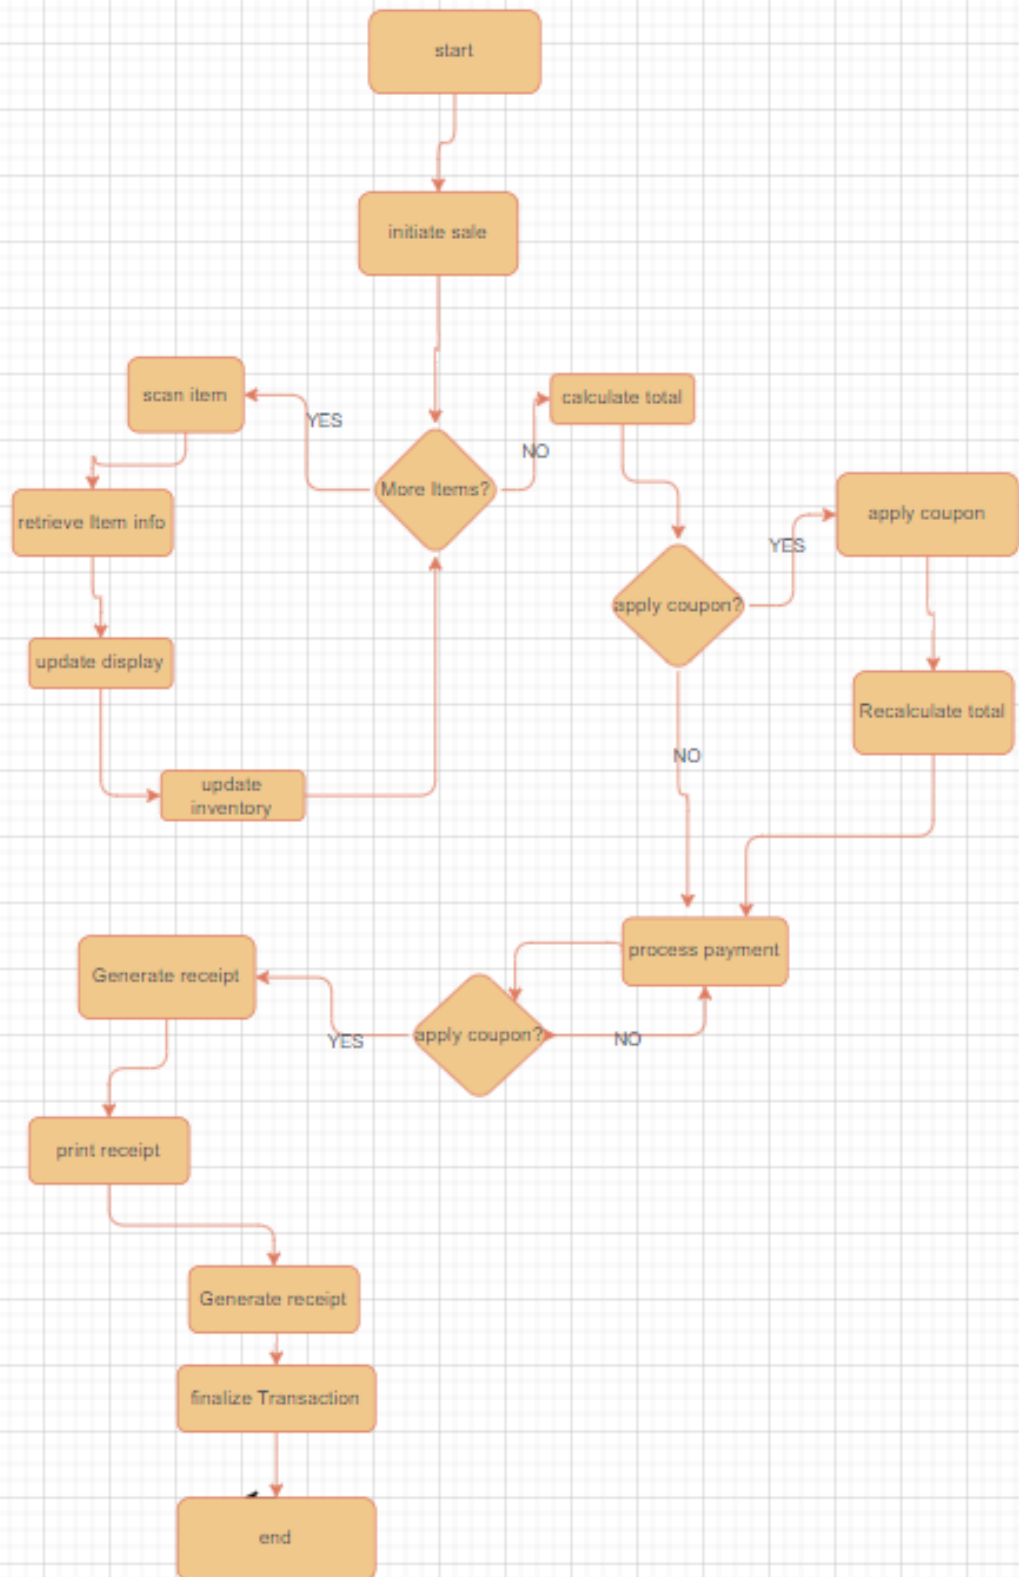 start
initiate sale
scan item
YES
calculate total
NO
More Items?
retrieve Item info
apply coupon
YES
apply coupon?
update display
Recalculate total
NO
update
inventory
process payment
Generate receipt
apply coupon?
YES
NO
print receipt
Generate receipt
finalize Transaction
end